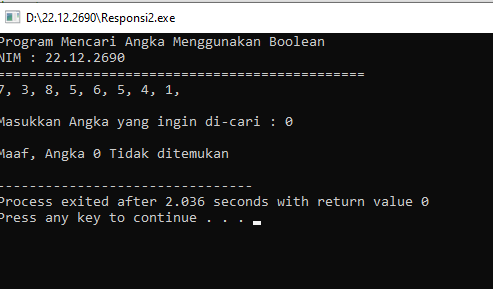 D:\22.12.2690\Responsi2.exe
Program Mencari Angka Menggunakan Boolean
NIM : 22.12.2690
===============================================
7, 3, 8, 5, 6, 5, 4, 1,
Masukkan Angka yang ingin di-cari : 0
Maaf, Angka 0 Tidak ditemukan
--------------------------------
Process exited after 2.036 seconds with return value 0
Press any key to continue . . .